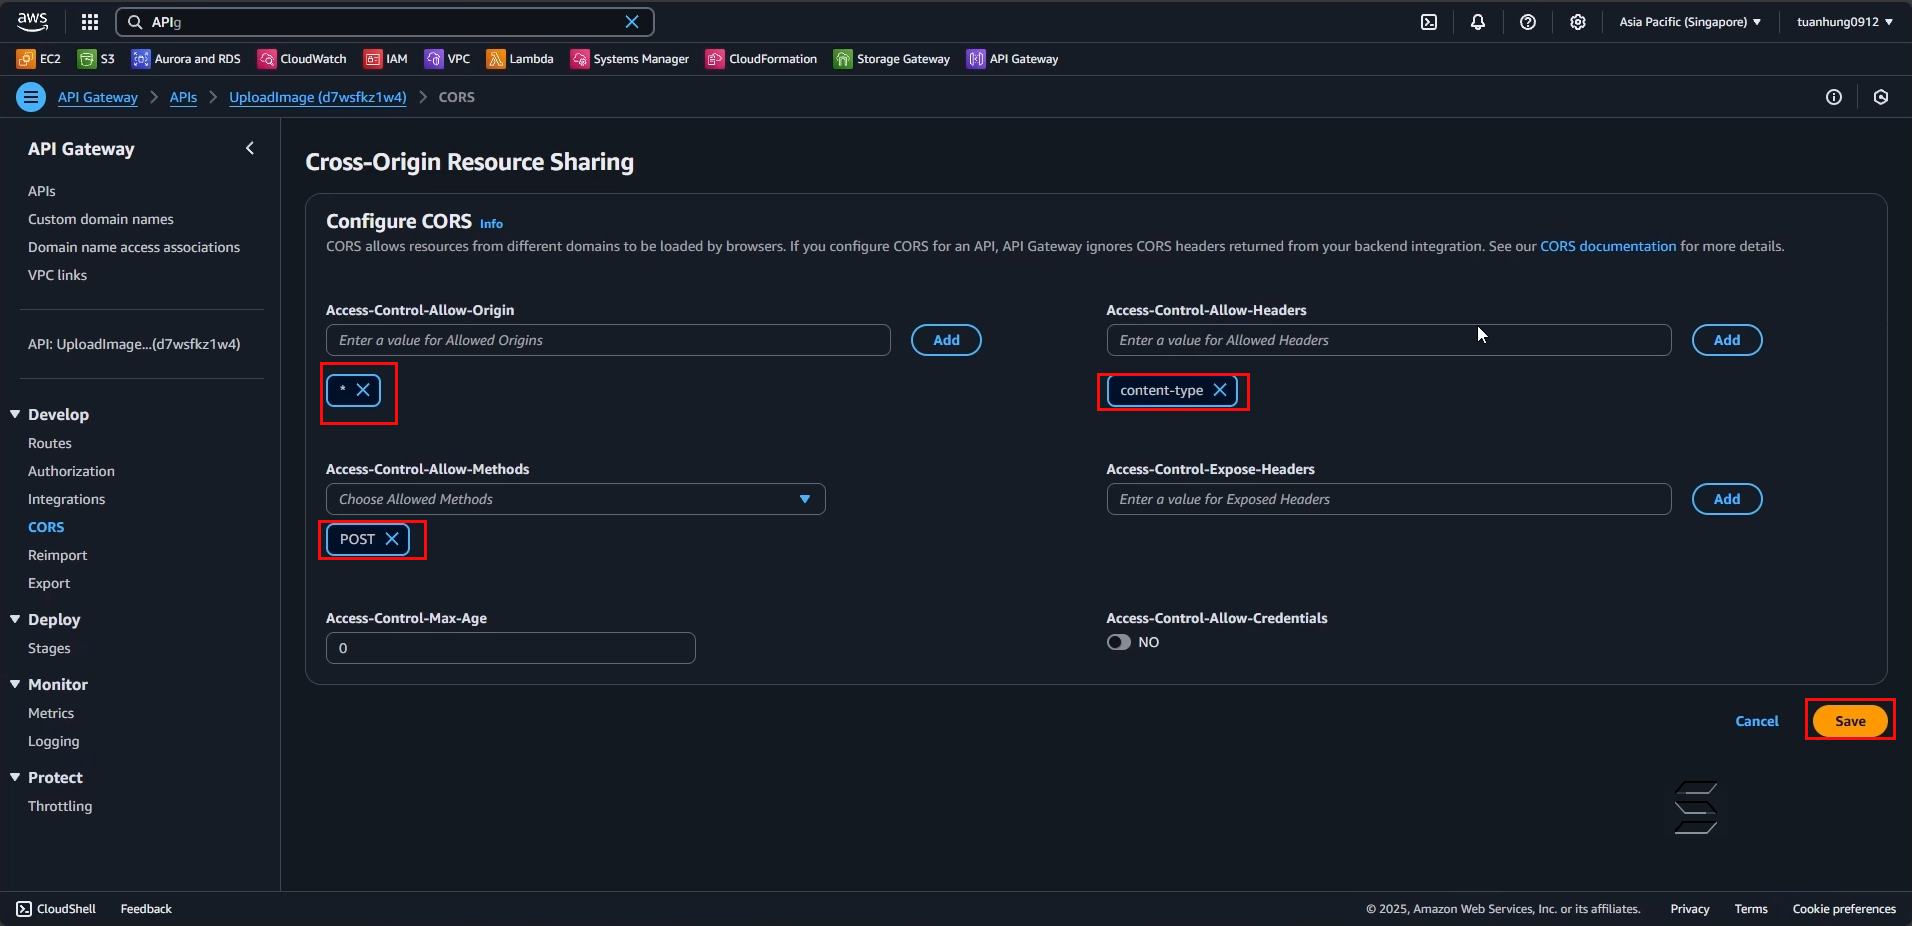 aws
APIg
Asia Pacific (Singapore)
tuanhung0912
EC2
S3
Aurora and RDS
CloudWatch
IAM
VPC
Lambda
Systems Manager
CloudFormation
Storage Gateway
API Gateway
API Gateway > APIs > UploadImage (d7wsfkz1w4) > CORS
API Gateway
APIs
Custom domain names
Domain name access associations
VPC links
API: UploadImage...(d7wsfkz1w4)
Develop
Routes
Authorization
Integrations
CORS
Reimport
Export
Deploy
Stages
Monitor
Metrics
Logging
Protect
Throttling
Cross-Origin Resource Sharing
Configure CORS Info
CORS allows resources from different domains to be loaded by browsers. If you configure CORS for an API, API Gateway ignores CORS headers returned from your backend integration. See our CORS documentation for more details.
Access-Control-Allow-Origin
Enter a value for Allowed Origins
Add
*
Access-Control-Allow-Headers
Enter a value for Allowed Headers
Add
content-type
Access-Control-Allow-Methods
Choose Allowed Methods
POST
Access-Control-Expose-Headers
Enter a value for Exposed Headers
Add
Access-Control-Max-Age
0
Access-Control-Allow-Credentials
NO
Cancel
Save
CloudShell
Feedback
© 2025, Amazon Web Services, Inc. or its affiliates.
Privacy
Terms
Cookie preferences